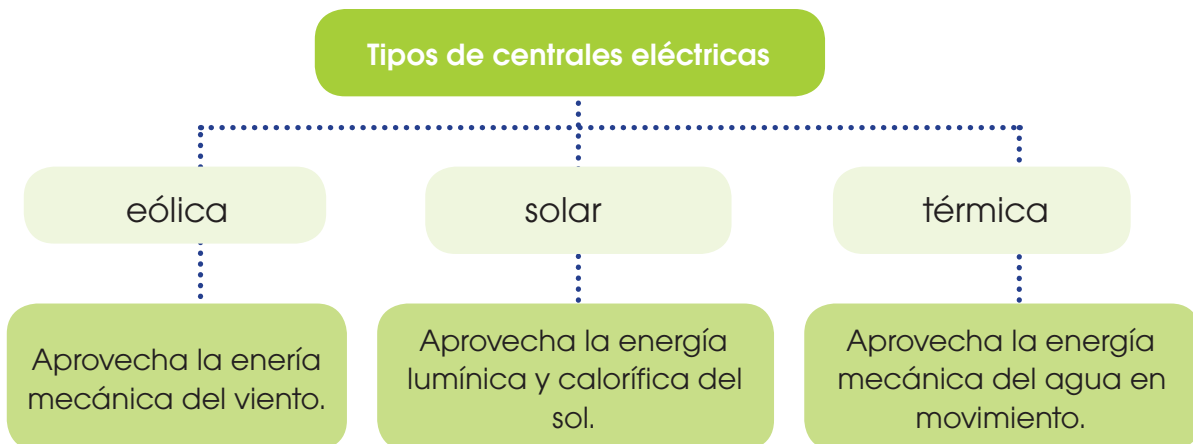 Tipos de centrales eléctricas
eólica
solar
térmica
Aprovecha la enería
mecánica del viento.
Aprovecha la energía
lumínica y calorífica del
sol.
Aprovecha la energía
mecánica del agua en
movimiento.